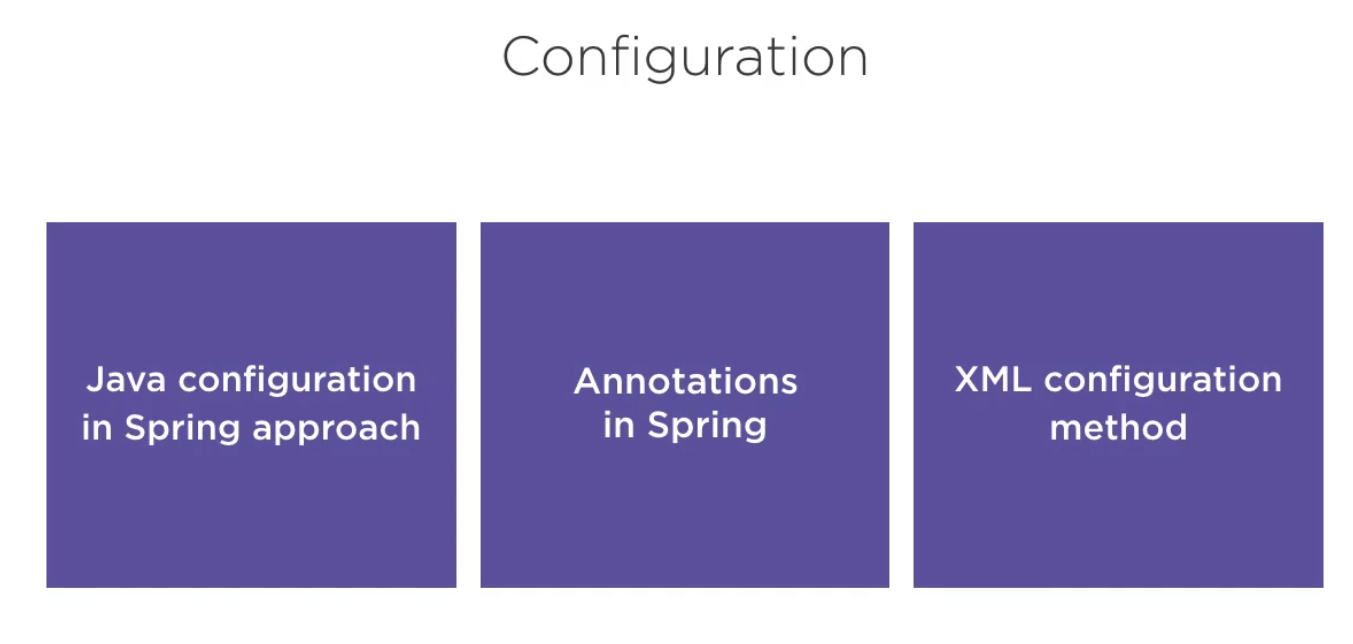 Configuration
Java configuration
in Spring approach
Annotations
in Spring
XML configuration
method